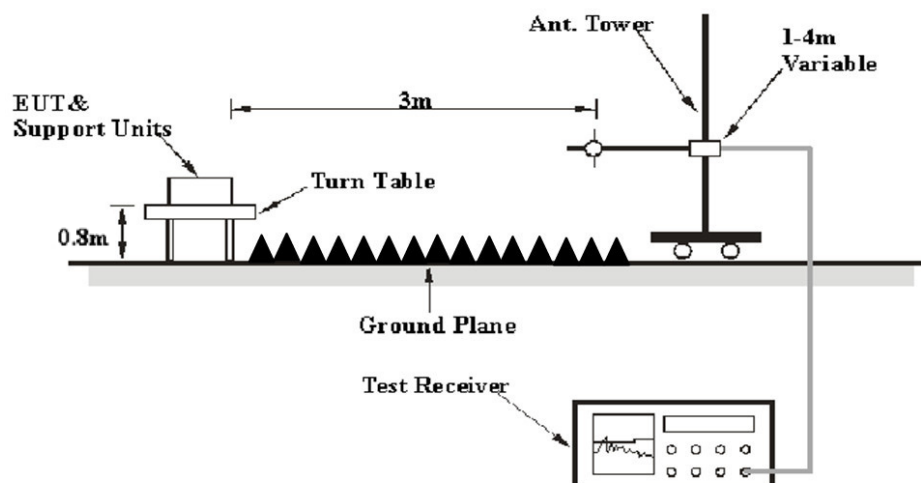 Ant. Tower
1-4m
Variable
EUT&
Support Units
3m
Turn Table
0.8m
Ground Plane
Test Receiver